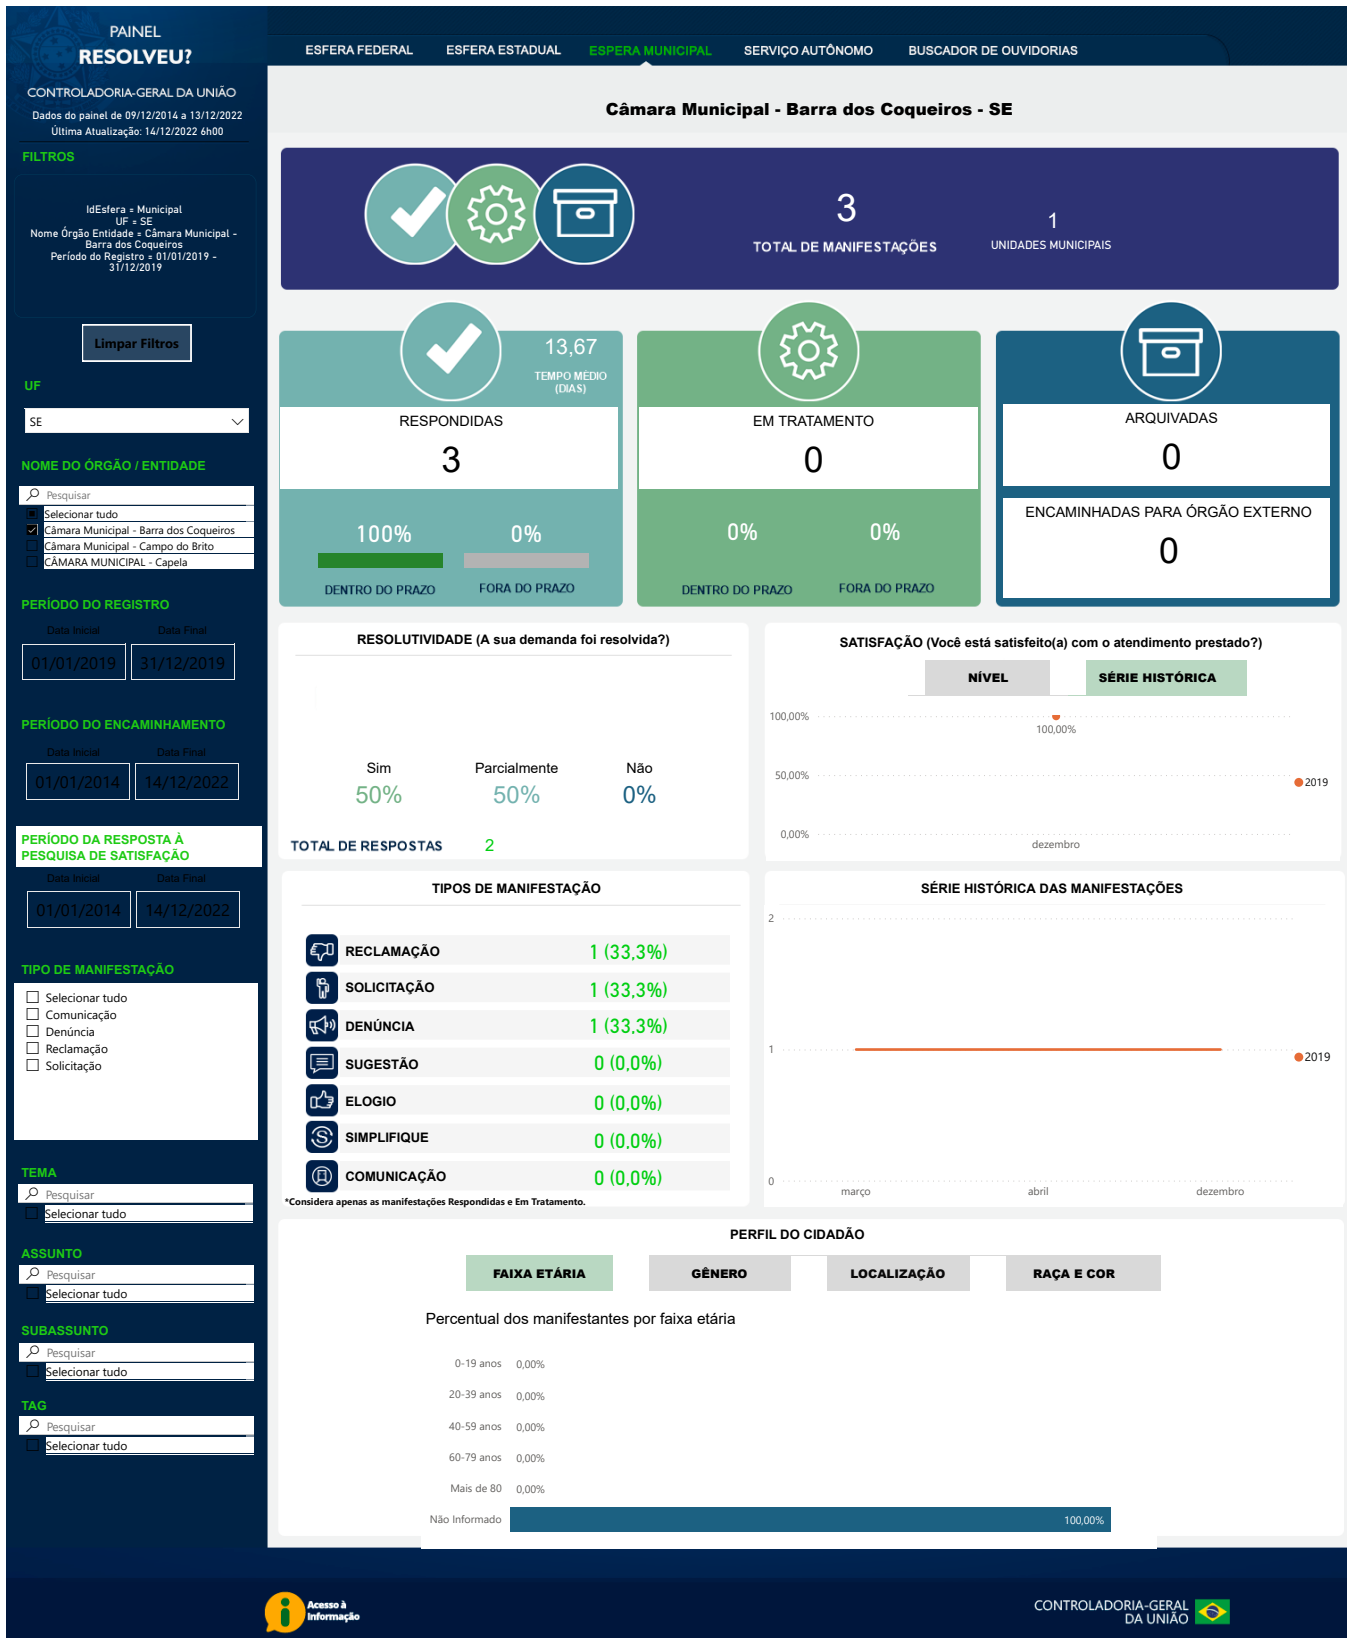 PAINEL
RESOLVEU?
CONTROLADORIA-GERAL DA UNIÃO
Dados do painel de 09/12/2014 a 13/12/2022
Última Atualização: 14/12/2022 6h00
FILTROS
IdEsfera = Municipal
UF = SE
Nome Órgão Entidade = Câmara Municipal -
Barra dos Coqueiros
Período do Registro = 01/01/2019 -
31/12/2019
Limpar Filtros
UF
SE
NOME DO ÓRGÃO / ENTIDADE
Pesquisar
Selecionar tudo
Câmara Municipal - Barra dos Coqueiros
Câmara Municipal - Campo do Brito
CÂMARA MUNICIPAL - Capela
PERÍODO DO REGISTRO
Data Inicial Data Final
01/01/2019 31/12/2019
PERÍODO DO ENCAMINHAMENTO
Data Inicial Data Final
01/01/2014 14/12/2022
PERÍODO DA RESPOSTA À
PESQUISA DE SATISFAÇÃO
Data Inicial Data Final
01/01/2014 14/12/2022
TIPO DE MANIFESTAÇÃO
Selecionar tudo
Comunicação
Denúncia
Reclamação
Solicitação
TEMA
Pesquisar
Selecionar tudo
ASSUNTO
Pesquisar
Selecionar tudo
SUBASSUNTO
Pesquisar
Selecionar tudo
TAG
Pesquisar
Selecionar tudo
ESFERA FEDERAL ESFERA ESTADUAL ESPERA MUNICIPAL SERVIÇO AUTÔNOMO BUSCADOR DE OUVIDORIAS
Câmara Municipal - Barra dos Coqueiros - SE
3
TOTAL DE MANIFESTAÇÕES
1
UNIDADES MUNICIPAIS
13,67
TEMPO MÉDIO
(DIAS)
RESPONDIDAS
3
100% 0%
DENTRO DO PRAZO FORA DO PRAZO
EM TRATAMENTO
0
0% 0%
DENTRO DO PRAZO FORA DO PRAZO
ARQUIVADAS
0
ENCAMINHADAS PARA ÓRGÃO EXTERNO
0
RESOLUTIVIDADE (A sua demanda foi resolvida?)
Sim Parcialmente Não
50% 50% 0%
TOTAL DE RESPOSTAS 2
SATISFAÇÃO (Você está satisfeito(a) com o atendimento prestado?)
NÍVEL SÉRIE HISTÓRICA
100,00%
100,00%
50,00%
2019
0,00%
dezembro
TIPOS DE MANIFESTAÇÃO
RECLAMAÇÃO 1 (33,3%)
SOLICITAÇÃO 1 (33,3%)
DENÚNCIA 1 (33,3%)
SUGESTÃO 0 (0,0%)
ELOGIO 0 (0,0%)
SIMPLIFIQUE 0 (0,0%)
COMUNICAÇÃO 0 (0,0%)
*Considera apenas as manifestações Respondidas e Em Tratamento.
SÉRIE HISTÓRICA DAS MANIFESTAÇÕES
2
1
2019
0
março abril dezembro
PERFIL DO CIDADÃO
FAIXA ETÁRIA GÊNERO LOCALIZAÇÃO RAÇA E COR
Percentual dos manifestantes por faixa etária
0-19 anos 0,00%
20-39 anos 0,00%
40-59 anos 0,00%
60-79 anos 0,00%
Mais de 80 0,00%
Não Informado 100,00%
Acesso à
Informação
CONTROLADORIA-GERAL
DA UNIÃO